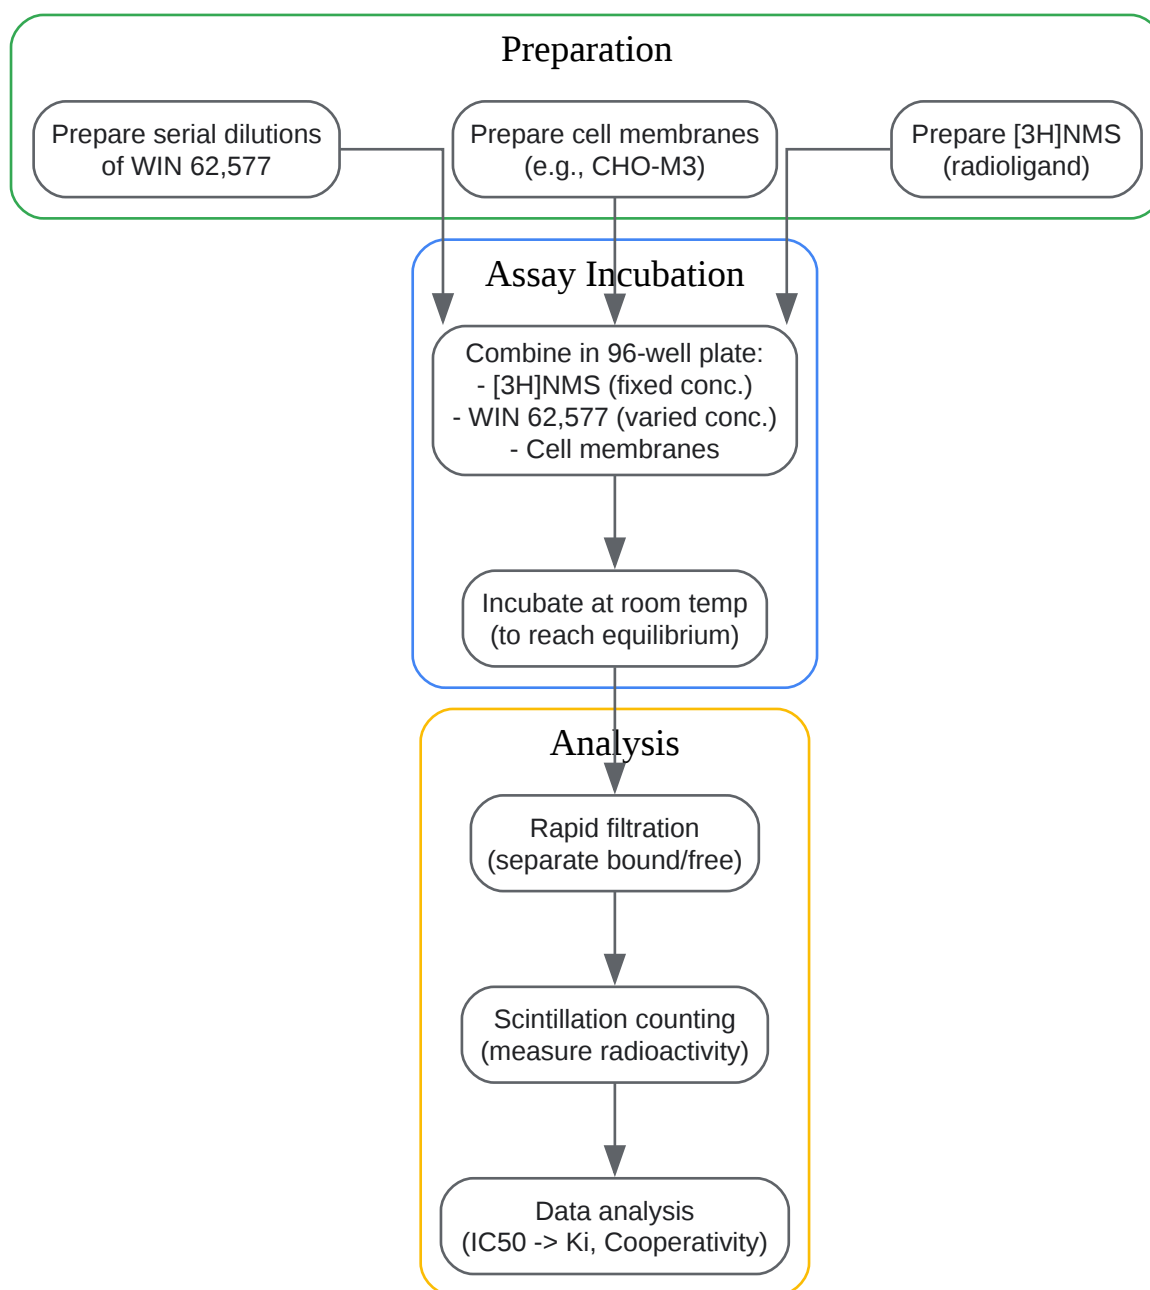 Preparation
Prepare serial dilutions
of WIN 62,577
Prepare cell membranes
(e.g., CHO-M3)
Prepare [3H]NMS
(radioligand)
Assay Incubation
Combine in 96-well plate:
- [3H]NMS (fixed conc.)
- WIN 62,577 (varied conc.)
- Cell membranes
Incubate at room temp
(to reach equilibrium)
Analysis
Rapid filtration
(separate bound/free)
Scintillation counting
(measure radioactivity)
Data analysis
(IC50 -> Ki, Cooperativity)